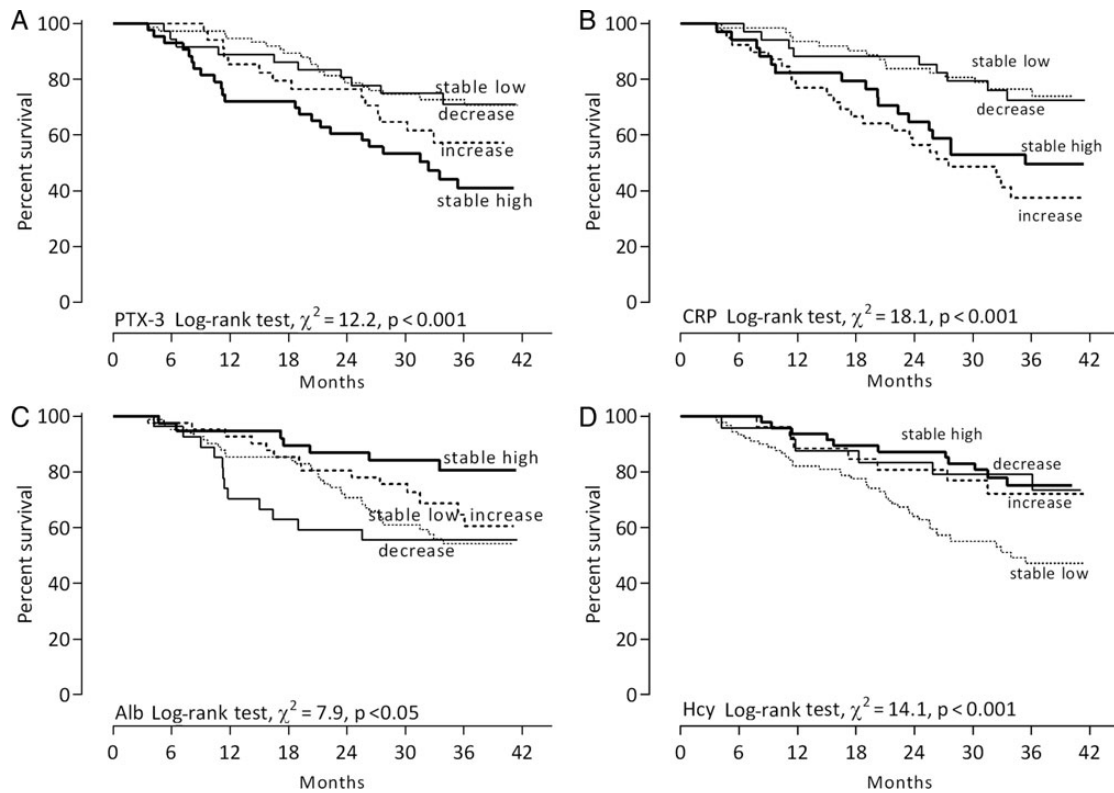 A
100
80
60
40
20
0
Percent survival
stable low
decrease
increase
stable high
PTX-3 Log-rank test, χ² = 12.2, p < 0.001
0 6 12 18 24 30 36 42
Months
B
100
80
60
40
20
0
Percent survival
stable low
decrease
stable high
increase
CRP Log-rank test, χ² = 18.1, p < 0.001
0 6 12 18 24 30 36 42
Months
C
100
80
60
40
20
0
Percent survival
stable high
stable low increase
decrease
Alb Log-rank test, χ² = 7.9, p <0.05
0 6 12 18 24 30 36 42
Months
D
100
80
60
40
20
0
Percent survival
stable high
decrease
increase
stable low
Hcy Log-rank test, χ² = 14.1, p < 0.001
0 6 12 18 24 30 36 42
Months